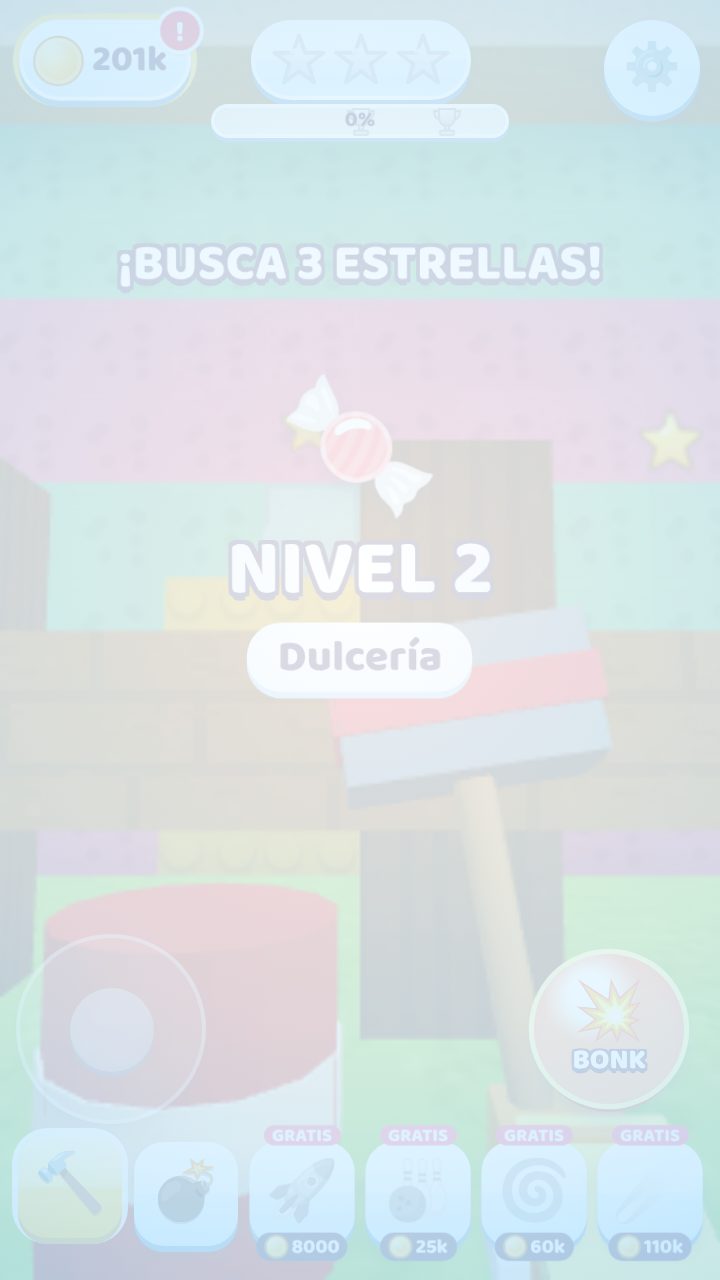 201k
!
0%
¡BUSCA 3 ESTRELLAS!
NIVEL 2
Dulcería
BONK
GRATIS GRATIS GRATIS GRATIS
8000 25k 60k 110k